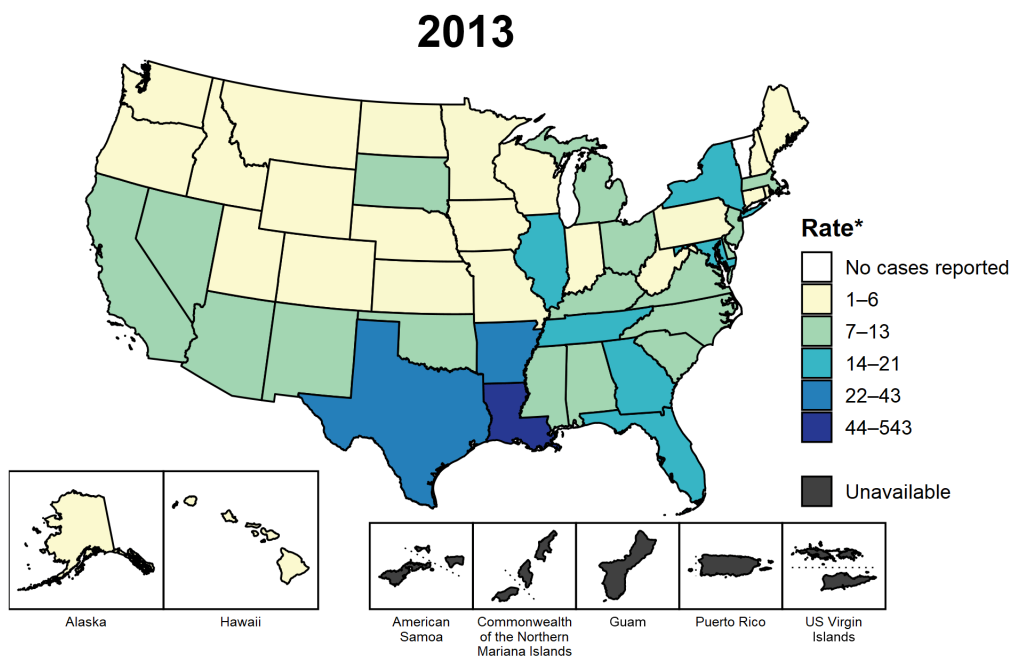 2013
Rate*
No cases reported
1–6
7–13
14–21
22–43
44–543
Unavailable
Alaska
Hawaii
American
Samoa
Commonwealth
of the Northern
Mariana Islands
Guam
Puerto Rico
US Virgin
Islands